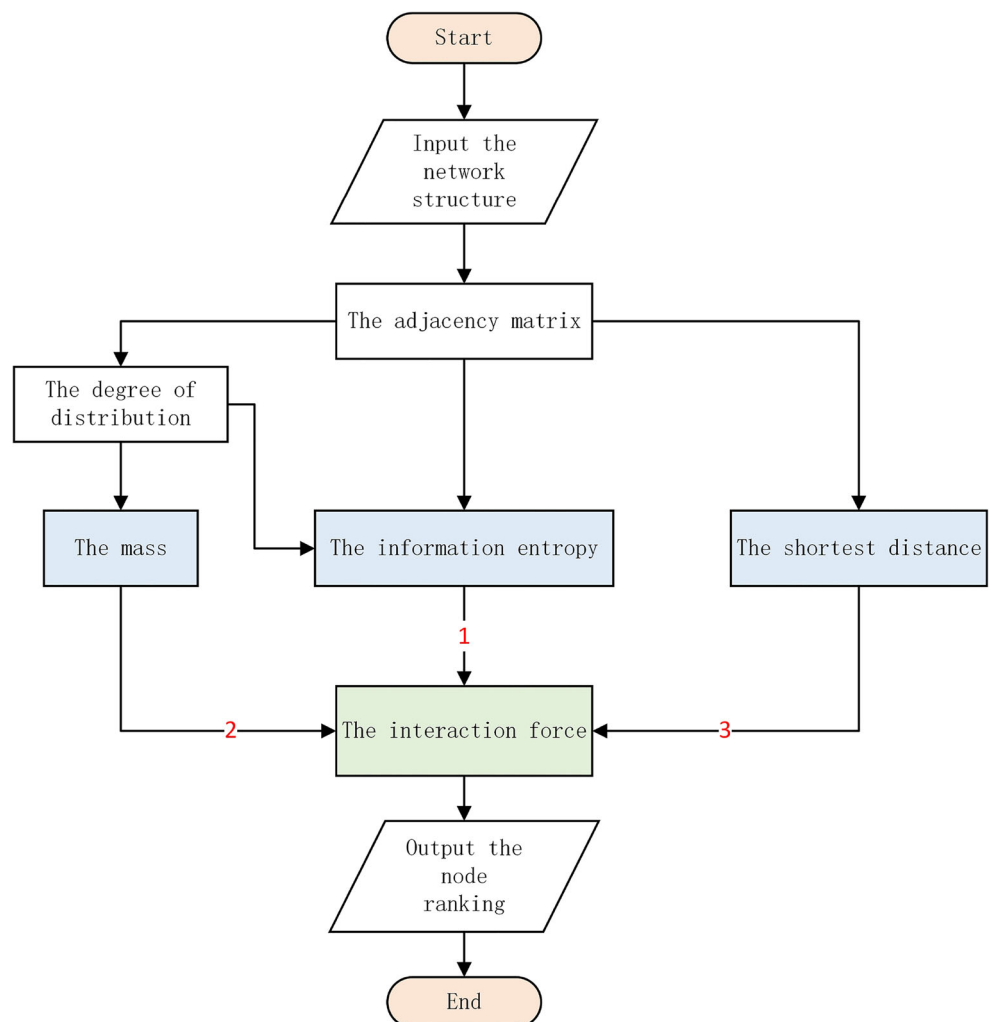 Start
Input the
network
structure
The adjacency matrix
The degree of
distribution
The mass
The information entropy
The shortest distance
1
2
The interaction force
3
Output the
node
ranking
End